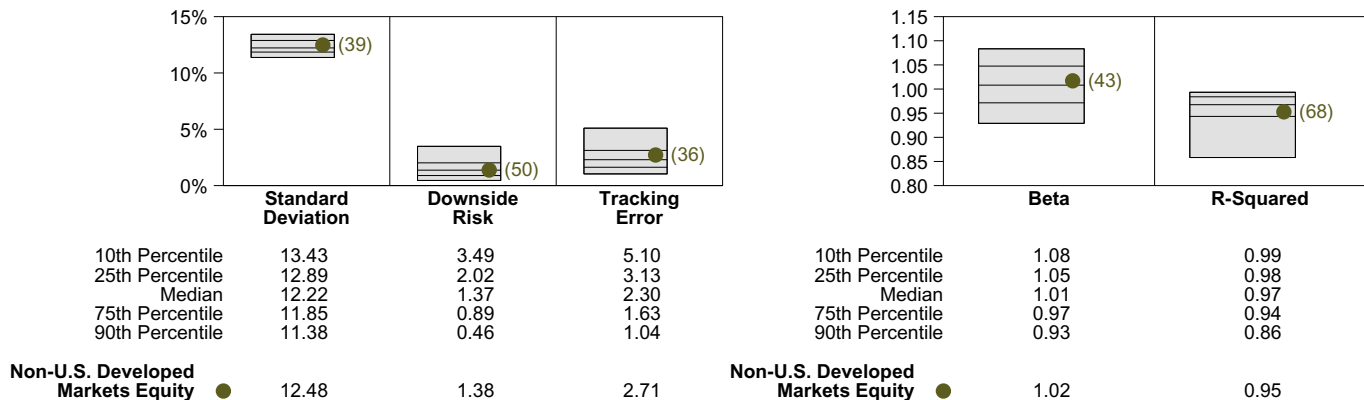 15%
10%
5%
0%
(39)
(50)
(36)
Standard
Deviation
Downside
Risk
Tracking
Error
10th Percentile 13.43 3.49 5.10
25th Percentile 12.89 2.02 3.13
Median 12.22 1.37 2.30
75th Percentile 11.85 0.89 1.63
90th Percentile 11.38 0.46 1.04
Non-U.S. Developed
Markets Equity 12.48 1.38 2.71
1.15
1.10
1.05
1.00
0.95
0.90
0.85
0.80
(43)
(68)
Beta R-Squared
10th Percentile 1.08 0.99
25th Percentile 1.05 0.98
Median 1.01 0.97
75th Percentile 0.97 0.94
90th Percentile 0.93 0.86
Non-U.S. Developed
Markets Equity 1.02 0.95